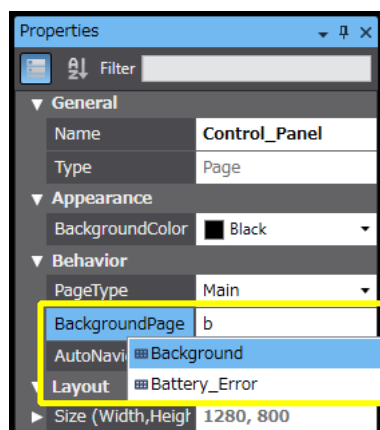 Properties
Filter
General
Name Control_Panel
Type Page
Appearance
BackgroundColor Black
Behavior
PageType Main
BackgroundPage b
AutoNavi Background
Layout Battery_Error
Size (Width,Heigh 1280, 800